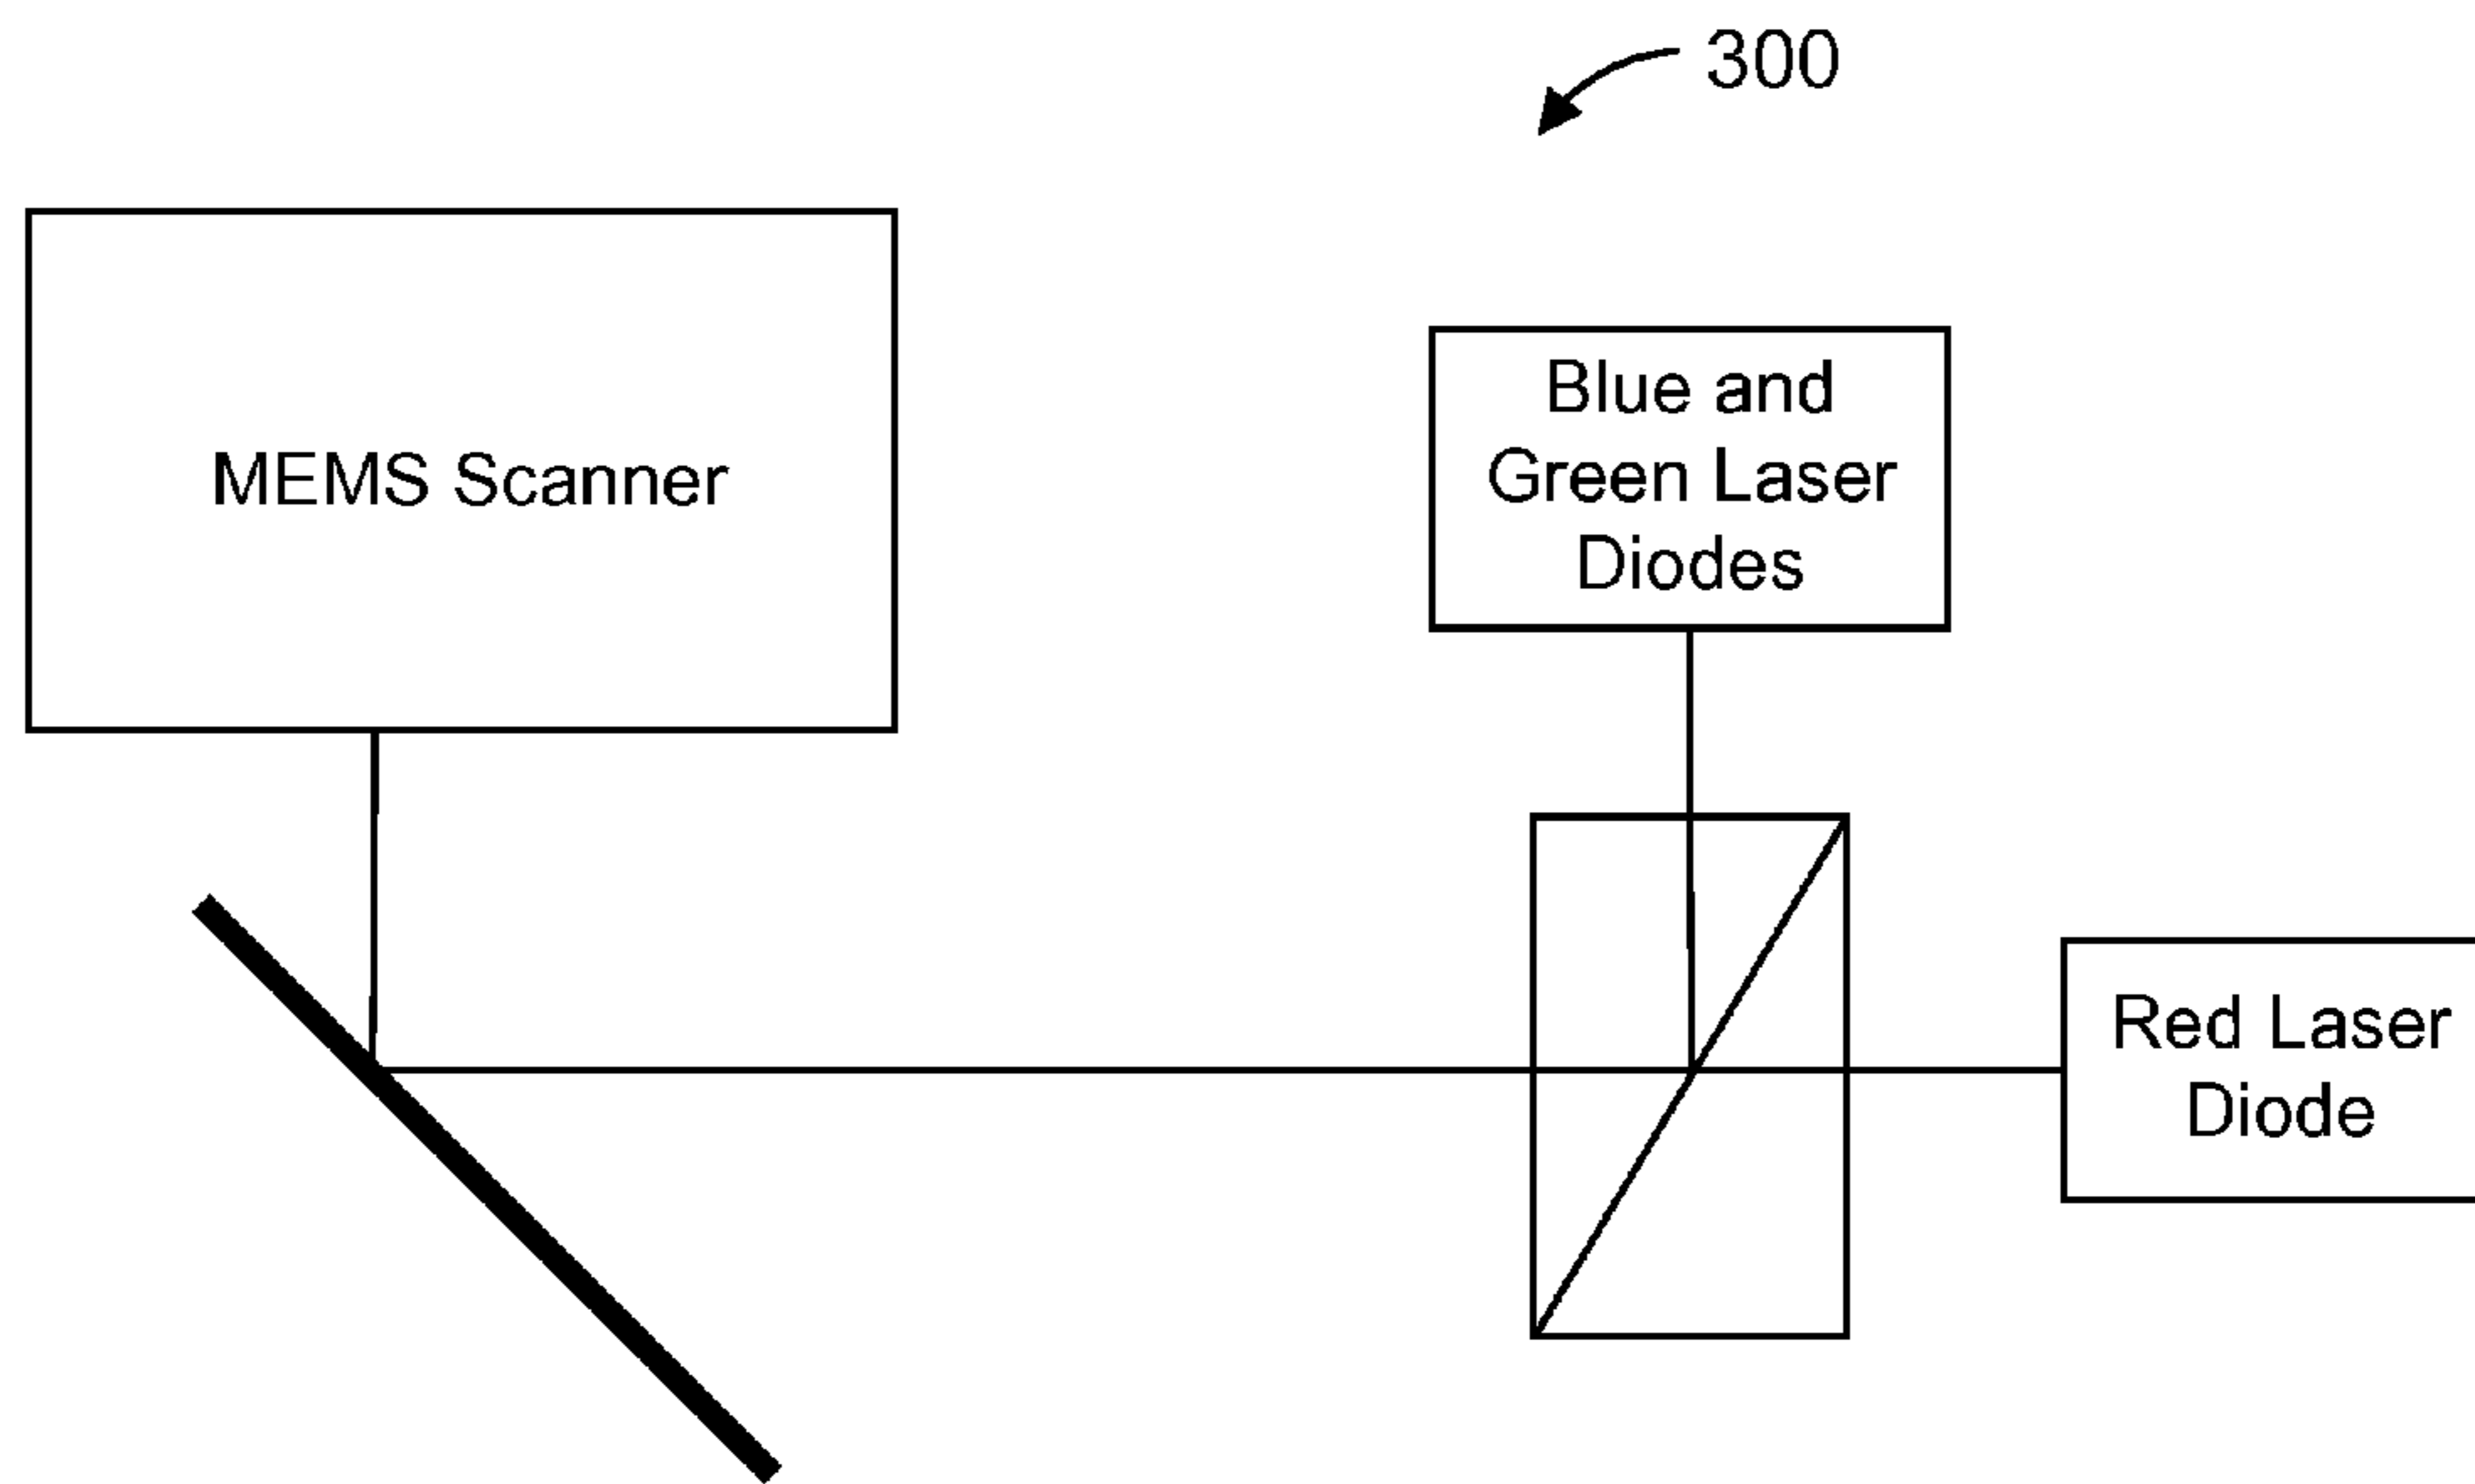 300
MEMS Scanner
Blue and
Green Laser
Diodes
Red Laser
Diode